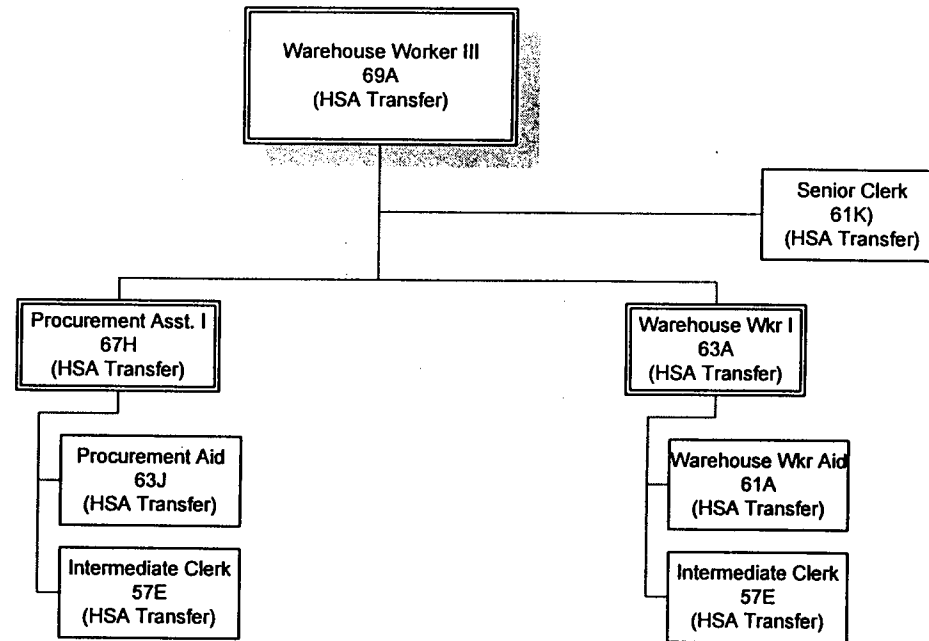 Warehouse Worker III
69A
(HSA Transfer)
Senior Clerk
61K)
(HSA Transfer)
Procurement Asst. I
67H
(HSA Transfer)
Warehouse Wkr I
63A
(HSA Transfer)
Procurement Aid
63J
(HSA Transfer)
Warehouse Wkr Aid
61A
(HSA Transfer)
Intermediate Clerk
57E
(HSA Transfer)
Intermediate Clerk
57E
(HSA Transfer)